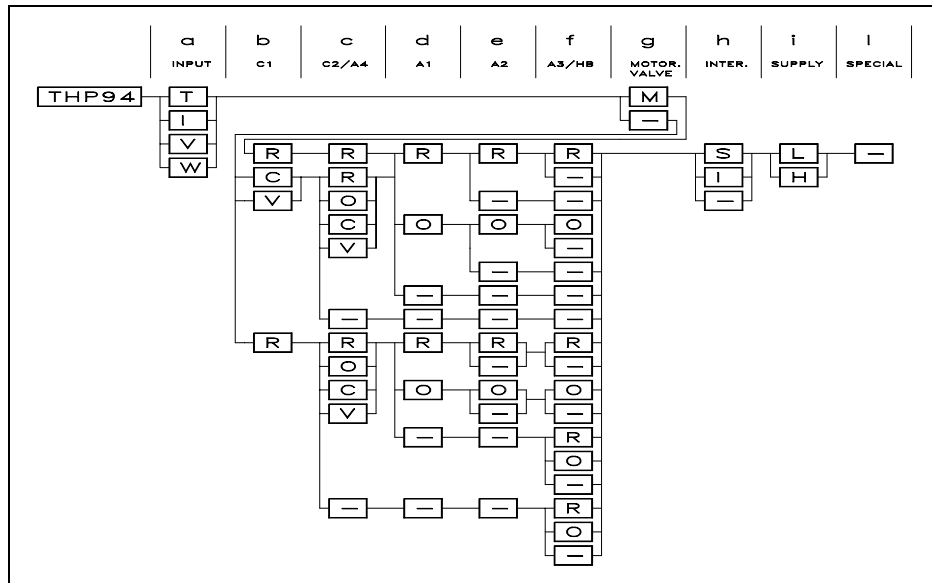 a b c d e f g h i l
INPUT C1 C2/A4 A1 A2 A3/HB MOTOR. VALVE INTER. SUPPLY SPECIAL
THP94 T M
I –
V
R R R R R S L –
W
C R – I H
V O – – –
C O O O
V –
– –
– – –
– – – –
R R R R R
O – –
C O O O
V – –
– – R
O
–
– – – R
O
–